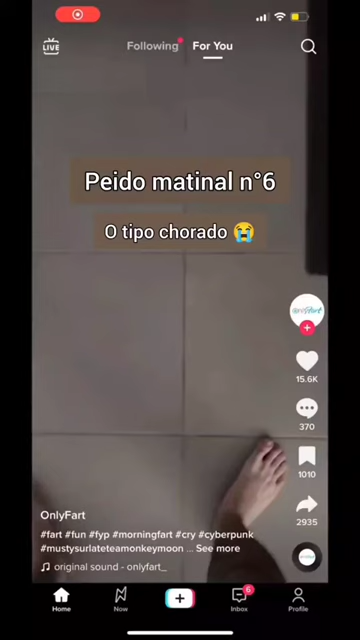 LIVE
Following
For You
Peido matinal n°6
O tipo chorado 😭
15.6K
370
1010
2935
OnlyFart
#fart #fun #fyp #morningfart #cry #cyberpunk
#mustysurlateteamonkeymoon ... See more
original sound - onlyfart_
Home
Now
6
Inbox
Profile